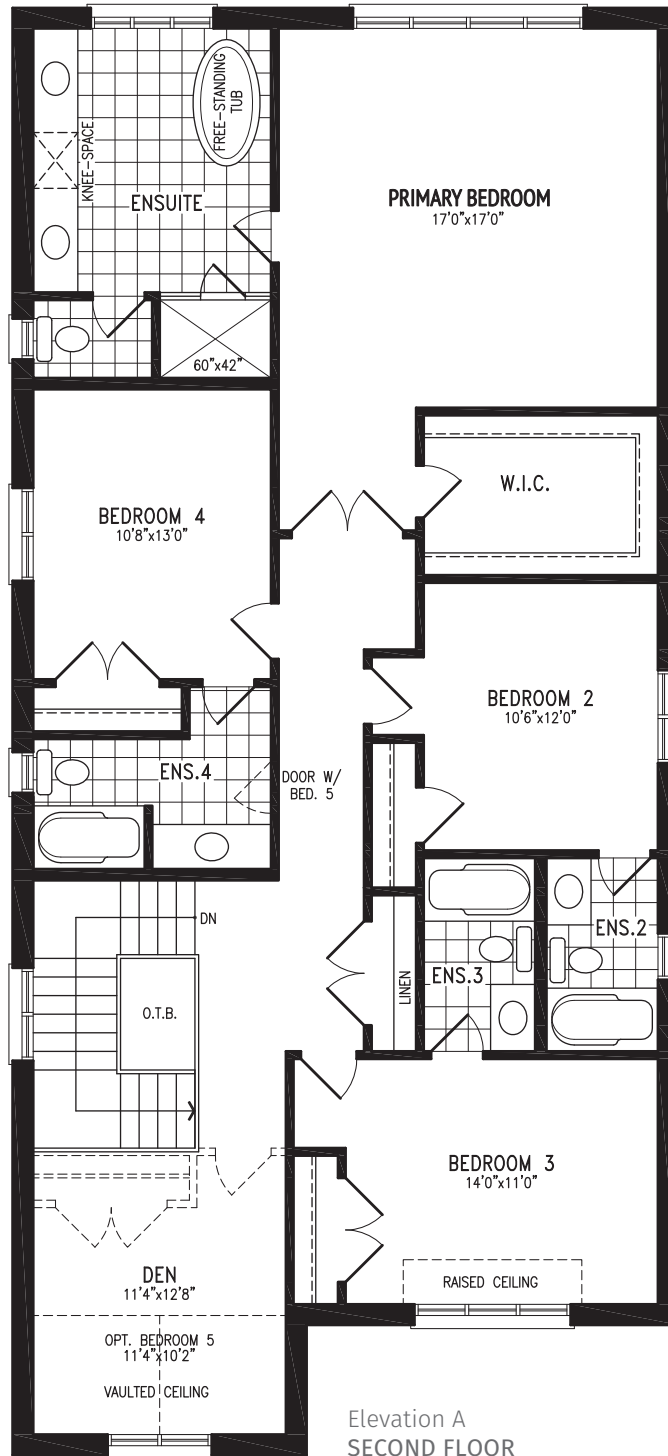 FREE-STANDING
TUB
KNEE-SPACE
ENSUITE
PRIMARY BEDROOM
17'0"x17'0"
60"x42"
W.I.C.
BEDROOM 4
10'8"x13'0"
BEDROOM 2
10'6"x12'0"
ENS.4
DOOR W/
BED. 5
DN
ENS.2
ENS.3
LINEN
O.T.B.
BEDROOM 3
14'0"x11'0"
RAISED CEILING
DEN
11'4"x12'8"
OPT. BEDROOM 5
11'4"x10'2"
VAULTED CEILING
Elevation A
SECOND FLOOR